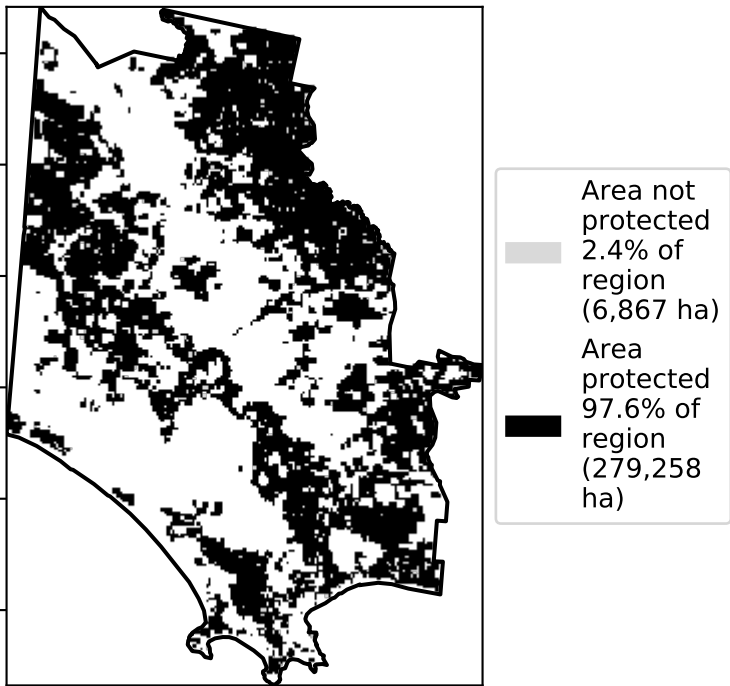 Area not
protected
2.4% of
region
(6,867 ha)
Area
protected
97.6% of
region
(279,258
ha)